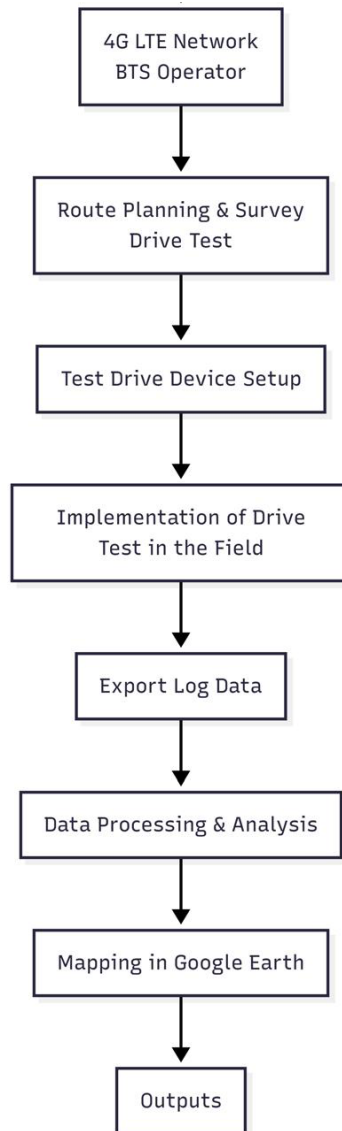 4G LTE Network
BTS Operator
Route Planning & Survey
Drive Test
Test Drive Device Setup
Implementation of Drive
Test in the Field
Export Log Data
Data Processing & Analysis
Mapping in Google Earth
Outputs